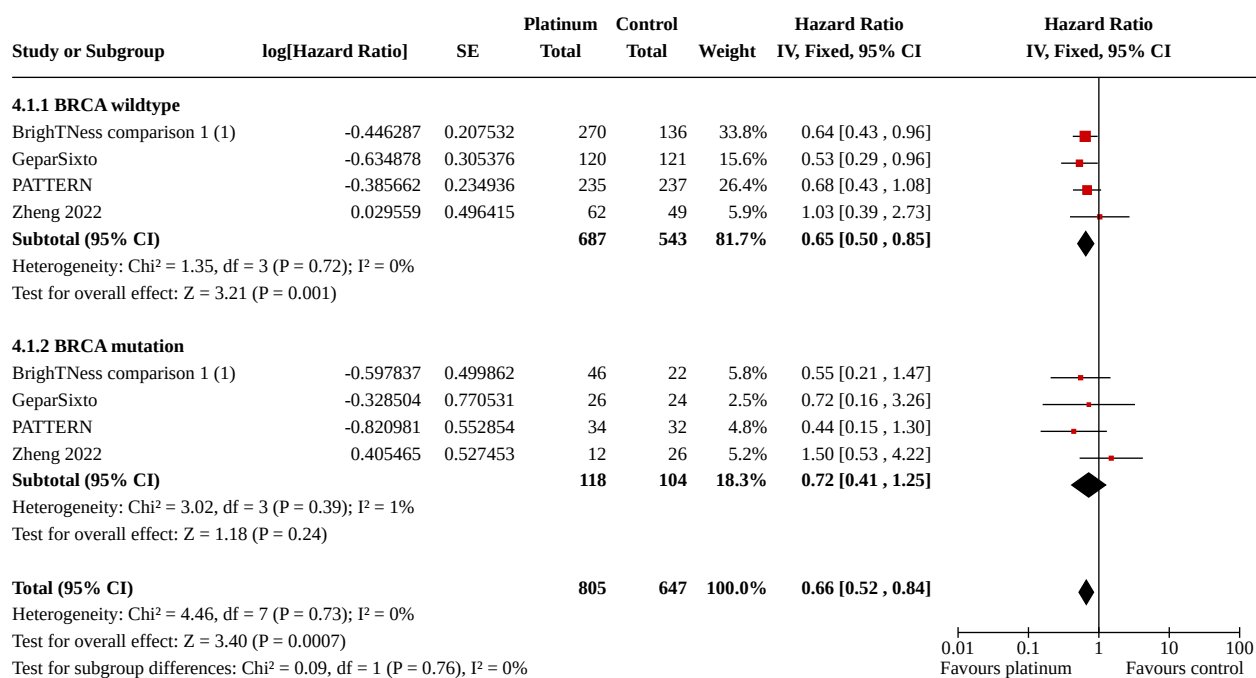 Platinum Control Hazard Ratio Hazard Ratio
Study or Subgroup log[Hazard Ratio] SE Total Total Weight IV, Fixed, 95% CI IV, Fixed, 95% CI
4.1.1 BRCA wildtype
BrighTNess comparison 1 (1) -0.446287 0.207532 270 136 33.8% 0.64 [0.43 , 0.96]
GeparSixto -0.634878 0.305376 120 121 15.6% 0.53 [0.29 , 0.96]
PATTERN -0.385662 0.234936 235 237 26.4% 0.68 [0.43 , 1.08]
Zheng 2022 0.029559 0.496415 62 49 5.9% 1.03 [0.39 , 2.73]
Subtotal (95% CI) 687 543 81.7% 0.65 [0.50 , 0.85]
Heterogeneity: Chi² = 1.35, df = 3 (P = 0.72); I² = 0%
Test for overall effect: Z = 3.21 (P = 0.001)
4.1.2 BRCA mutation
BrighTNess comparison 1 (1) -0.597837 0.499862 46 22 5.8% 0.55 [0.21 , 1.47]
GeparSixto -0.328504 0.770531 26 24 2.5% 0.72 [0.16 , 3.26]
PATTERN -0.820981 0.552854 34 32 4.8% 0.44 [0.15 , 1.30]
Zheng 2022 0.405465 0.527453 12 26 5.2% 1.50 [0.53 , 4.22]
Subtotal (95% CI) 118 104 18.3% 0.72 [0.41 , 1.25]
Heterogeneity: Chi² = 3.02, df = 3 (P = 0.39); I² = 1%
Test for overall effect: Z = 1.18 (P = 0.24)
Total (95% CI) 805 647 100.0% 0.66 [0.52 , 0.84]
Heterogeneity: Chi² = 4.46, df = 7 (P = 0.73); I² = 0%
Test for overall effect: Z = 3.40 (P = 0.0007)
Test for subgroup differences: Chi² = 0.09, df = 1 (P = 0.76), I² = 0%
0.01 0.1 1 10 100
Favours platinum Favours control